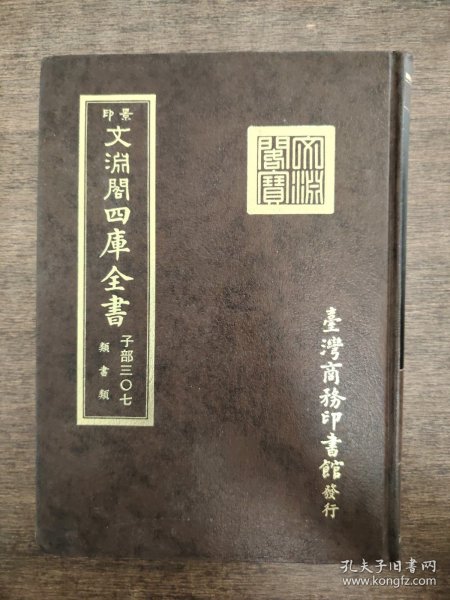 景印
文淵閣四庫全書
子部三〇七
類書類
文淵
閣寶
臺灣商務印書館發行
孔夫子旧书网
www.kongfz.com